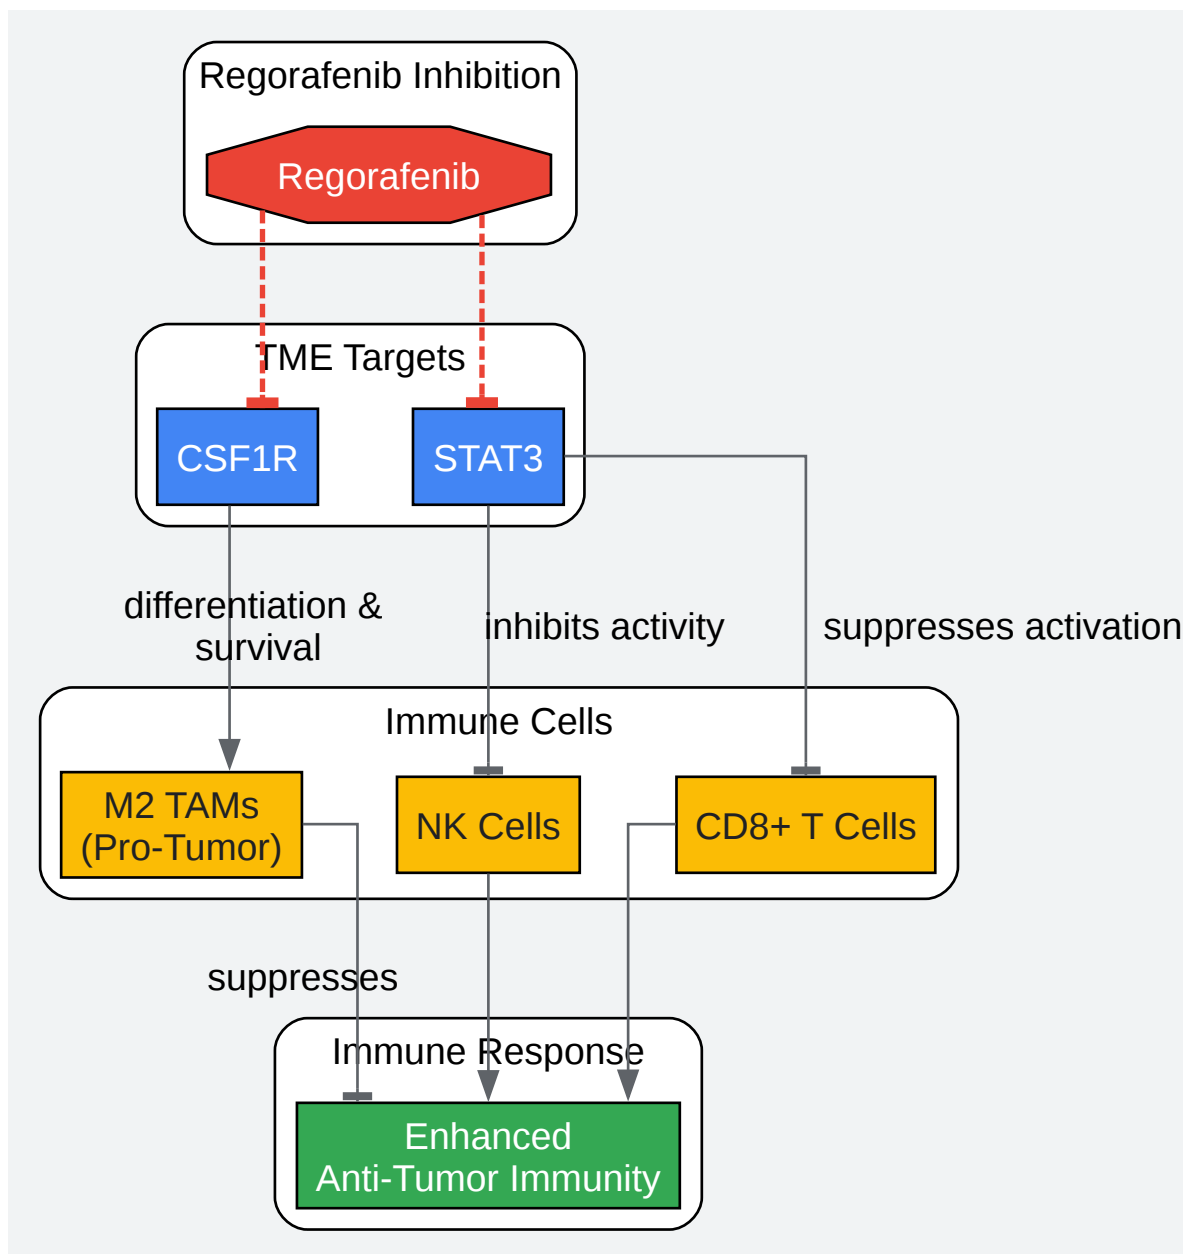 Regorafenib Inhibition
Regorafenib
TME Targets
CSF1R
STAT3
differentiation &
survival
inhibits activity
suppresses activation
Immune Cells
M2 TAMs
(Pro-Tumor)
NK Cells
CD8+ T Cells
suppresses
Immune Response
Enhanced
Anti-Tumor Immunity